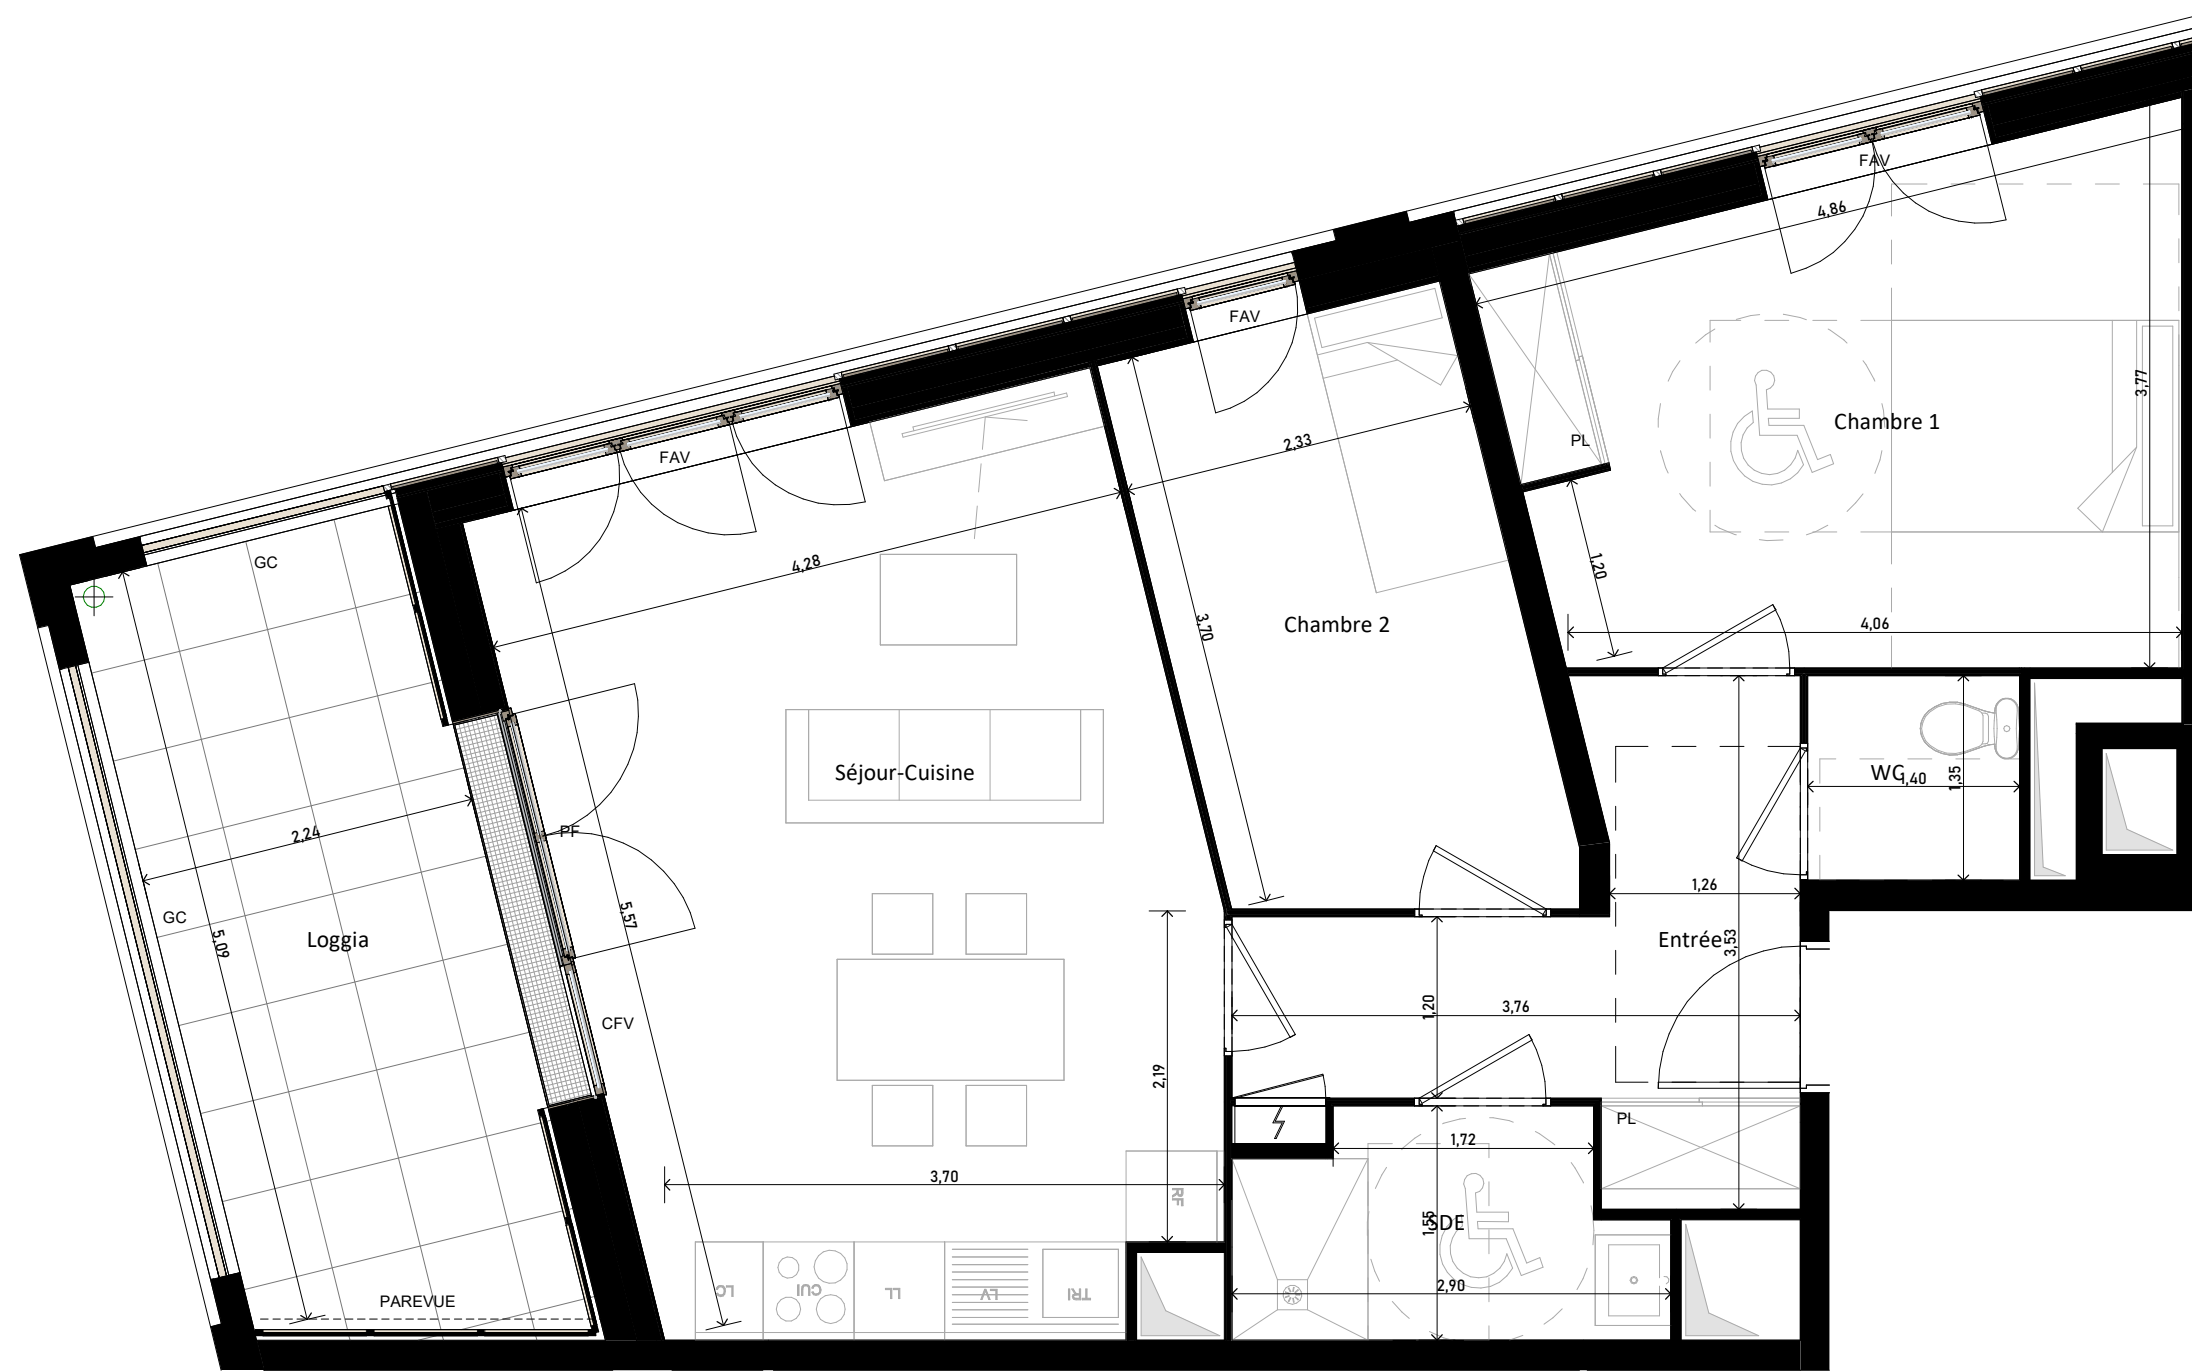 FAV
4,86
FAV
3,77
Chambre 1
PL
2,33
FAV
4,28
GC
1,20
3,70
Chambre 2
4,06
Séjour-Cuisine
WC
1,40
1,35
2,24
PF
1,26
GC
5,57
5,09
Loggia
Entrée
3,53
1,20
3,76
CFV
2,19
PL
1,72
3,70
RF
SDE
1,55
2,90
PAREVUE
LC
CUI
LL
LV
TRI